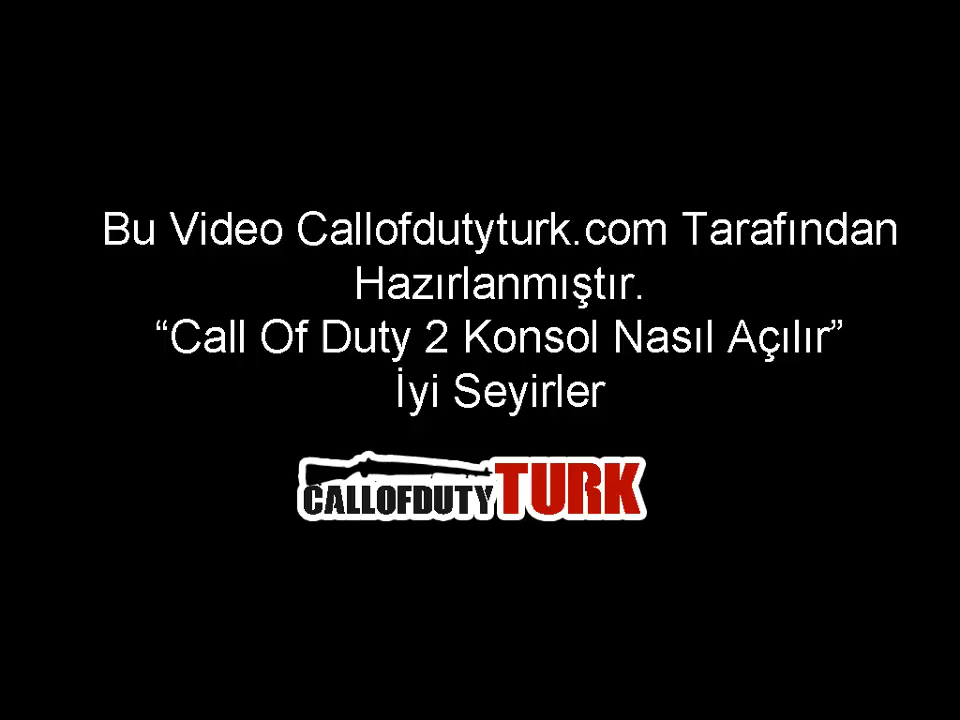 Bu Video Callofdutyturk.com Tarafından
Hazırlanmıştır.
“Call Of Duty 2 Konsol Nasıl Açılır”
İyi Seyirler
CALLOFDUTYTURK